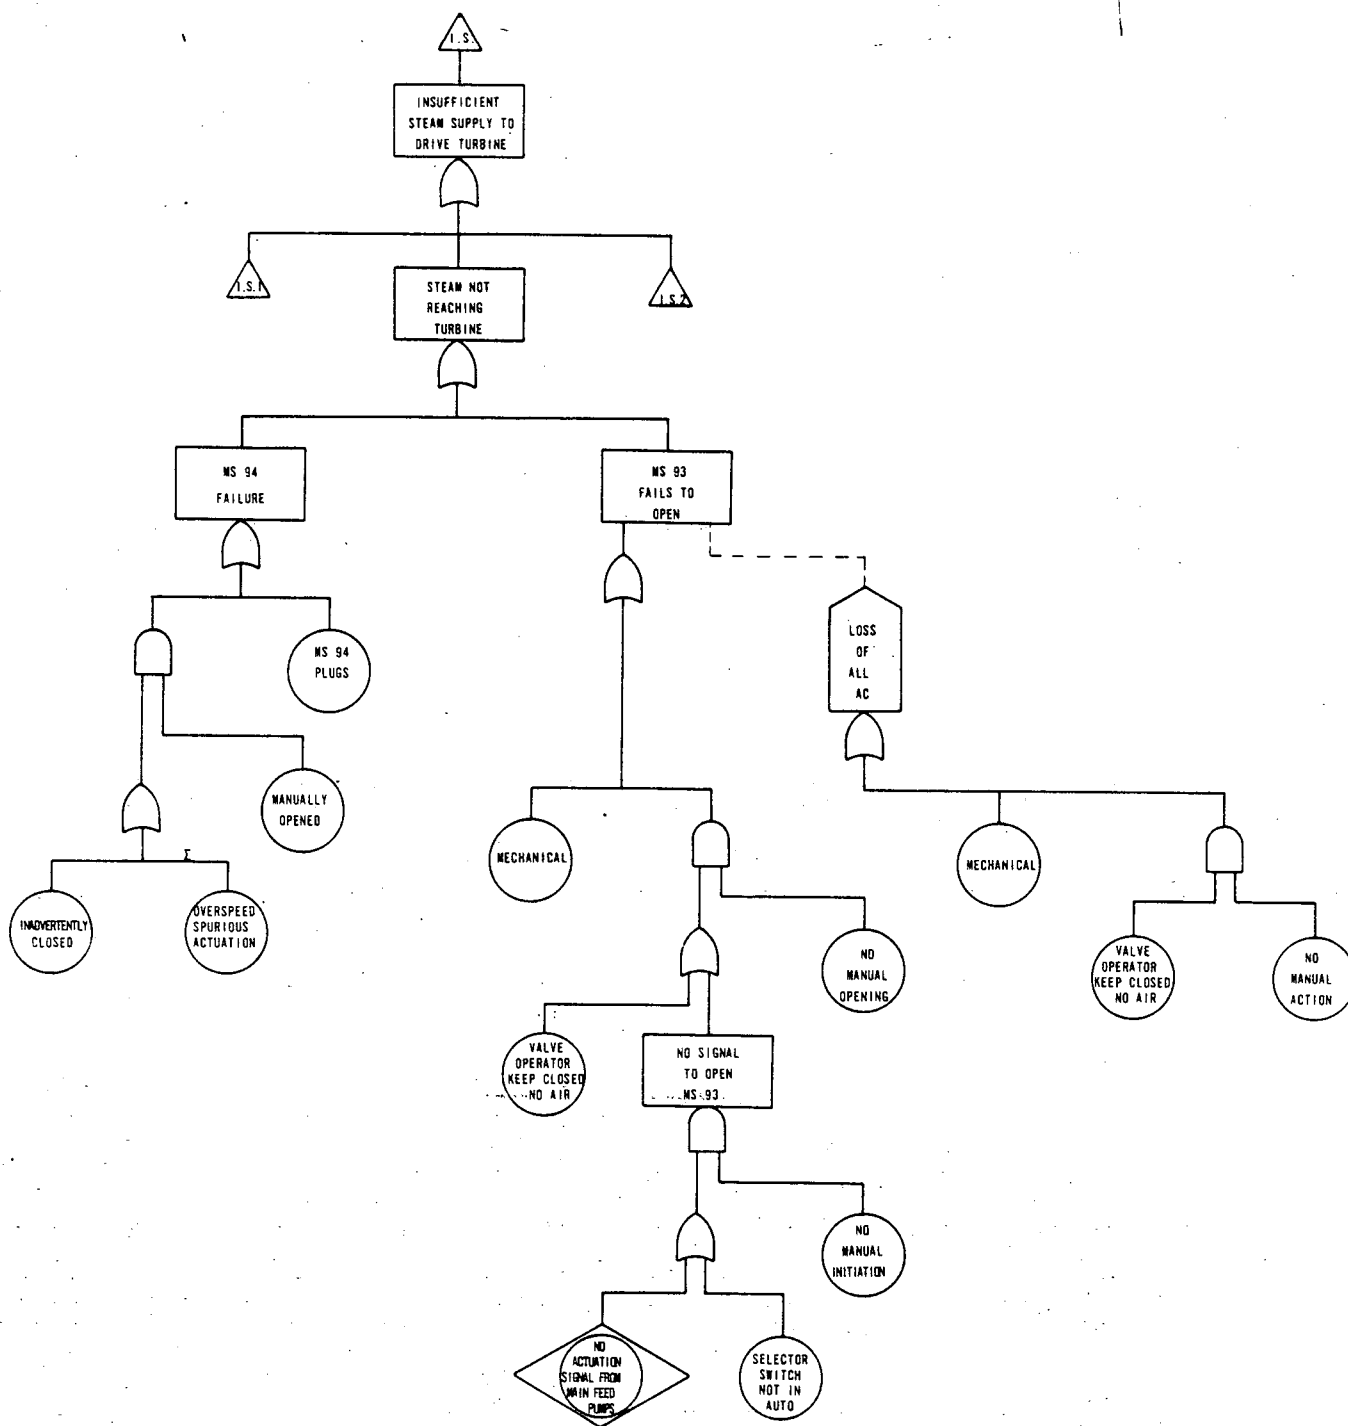 I.S.
INSUFFICIENT
STEAM SUPPLY TO
DRIVE TURBINE
I.S.1
STEAM NOT
REACHING
TURBINE
I.S.2
MS 94
FAILURE
MS 93
FAILS TO
OPEN
MS 94
PLUGS
LOSS
OF
ALL
AC
MANUALLY
OPENED
MECHANICAL
MECHANICAL
Σ
INADVERTENTLY
CLOSED
OVERSPEED
SPURIOUS
ACTUATION
NO
MANUAL
OPENING
VALVE
OPERATOR
KEEP CLOSED
NO AIR
NO
MANUAL
ACTION
VALVE
OPERATOR
KEEP CLOSED
NO AIR
NO SIGNAL
TO OPEN
MS 93
NO
MANUAL
INITIATION
NO
ACTUATION
SIGNAL FROM
MAIN FEED
PUMPS
SELECTOR
SWITCH
NOT IN
AUTO